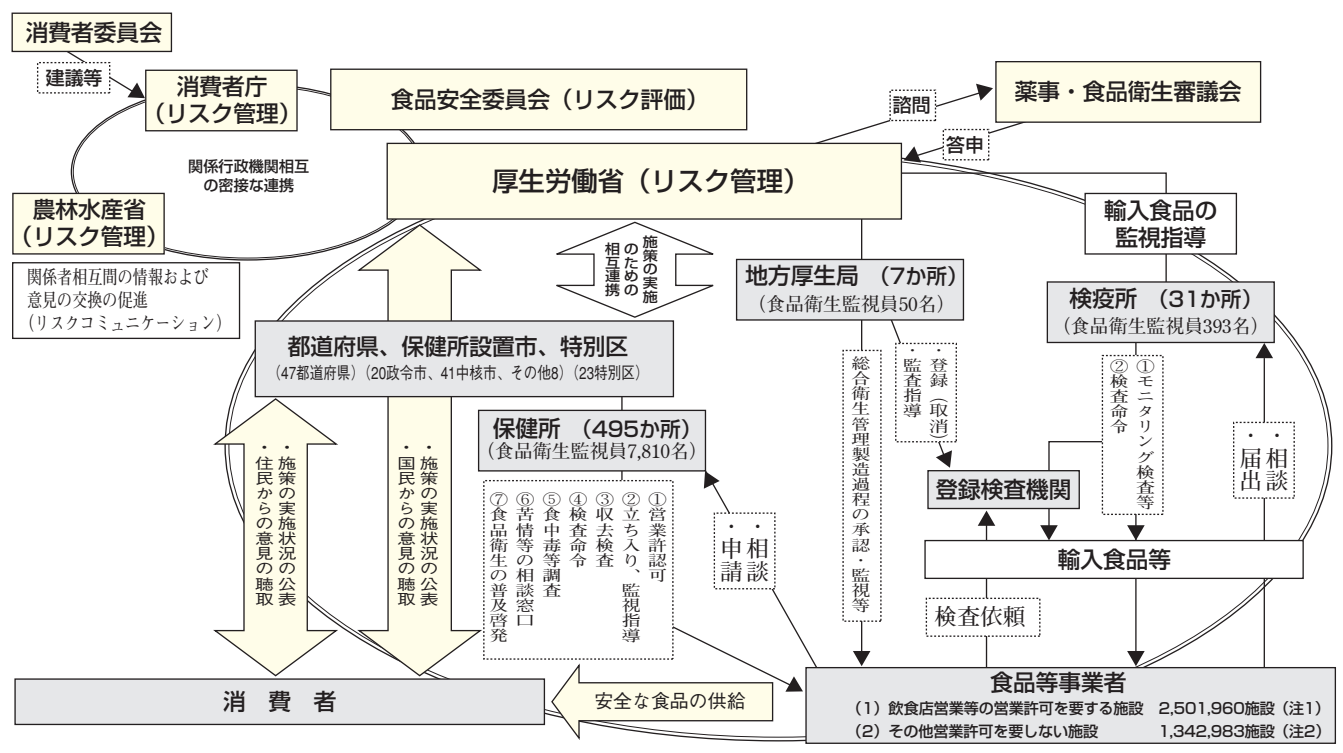 消費者委員会
建議等
消費者庁
(リスク管理)
食品安全委員会(リスク評価)
諮問
薬事・食品衛生審議会
答申
関係行政機関相互
の密接な連携
厚生労働省(リスク管理)
農林水産省
(リスク管理)
輸入食品の
監視指導
関係者相互間の情報および
意見の交換の促進
(リスクコミュニケーション)
施策の実施
のための
相互連携
地方厚生局 (7か所)
(食品衛生監視員50名)
検疫所 (31か所)
(食品衛生監視員393名)
都道府県、保健所設置市、特別区
(47都道府県)(20政令市、41中核市、その他8)(23特別区)
保健所 (495か所)
(食品衛生監視員7,810名)
・施策の実施状況の公表
・住民からの意見の聴取
・施策の実施状況の公表
・国民からの意見の聴取
①営業許認可
②立ち入り、監視指導
③収去検査
④検査命令
⑤食中毒等調査
⑥苦情等の相談窓口
⑦食品衛生の普及啓発
・相談
・申請
総合衛生管理製造過程の承認・監視等
・登録(取消)
・監査指導
①モニタリング検査等
②検査命令
・相談
・届出
登録検査機関
輸入食品等
検査依頼
消費者
安全な食品の供給
食品等事業者
(1)飲食店営業等の営業許可を要する施設 2,501,960施設(注1)
(2)その他営業許可を要しない施設 1,342,983施設(注2)